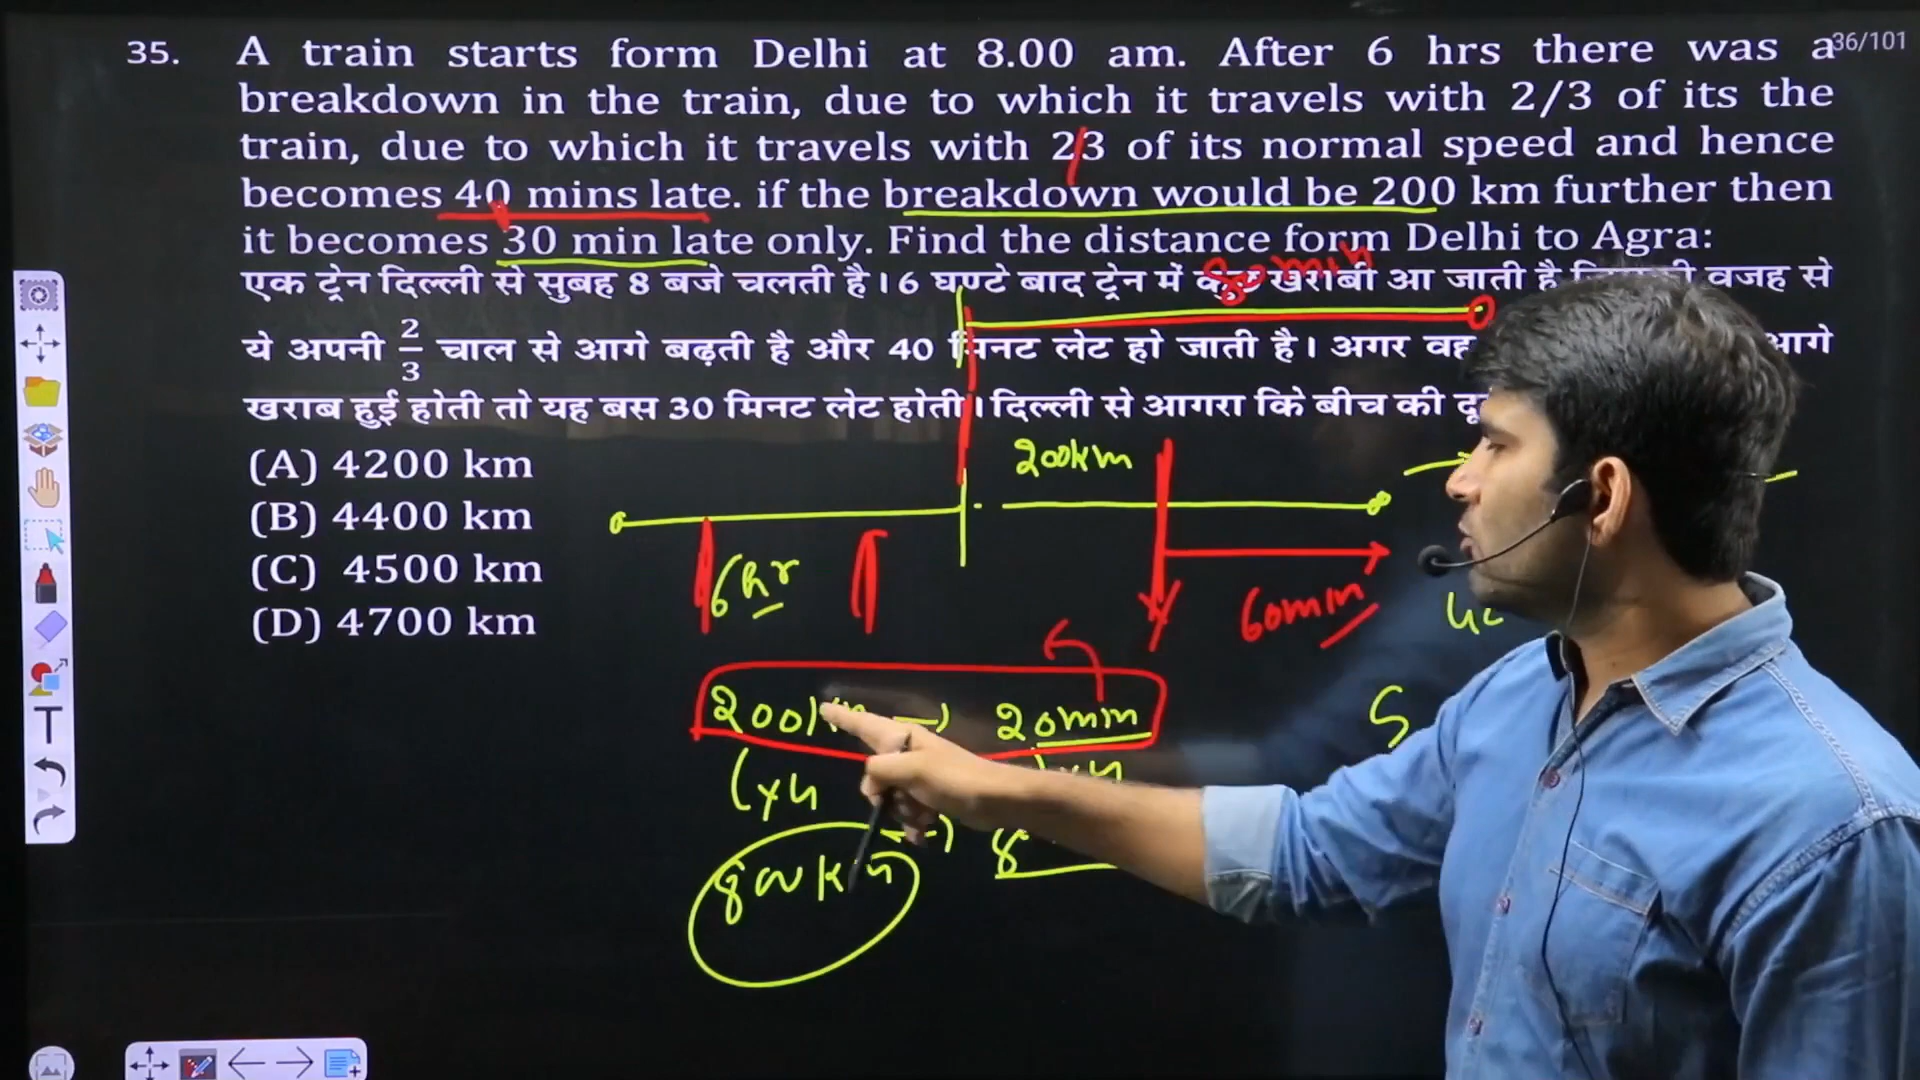 36/101
35. A train starts form Delhi at 8.00 am. After 6 hrs there was a
breakdown in the train, due to which it travels with 2/3 of its the
train, due to which it travels with 2/3 of its normal speed and hence
becomes 40 mins late. if the breakdown would be 200 km further then
it becomes 30 min late only. Find the distance form Delhi to Agra:
80min
एक ट्रेन दिल्ली से सुबह 8 बजे चलती है। 6 घण्टे बाद ट्रेन में कुछ खराबी आ जाती है वजह से
ये अपनी 2/3 चाल से आगे बढ़ती है और 40 मिनट लेट हो जाती है। अगर आगे
खराब हुई होती तो यह बस 30 मिनट लेट होती। दिल्ली से आगरा कि बीच की
(A) 4200 km
(B) 4400 km
(C) 4500 km
(D) 4700 km
200km
6hr
60min
200km → 20min
(x4
→ 8
T